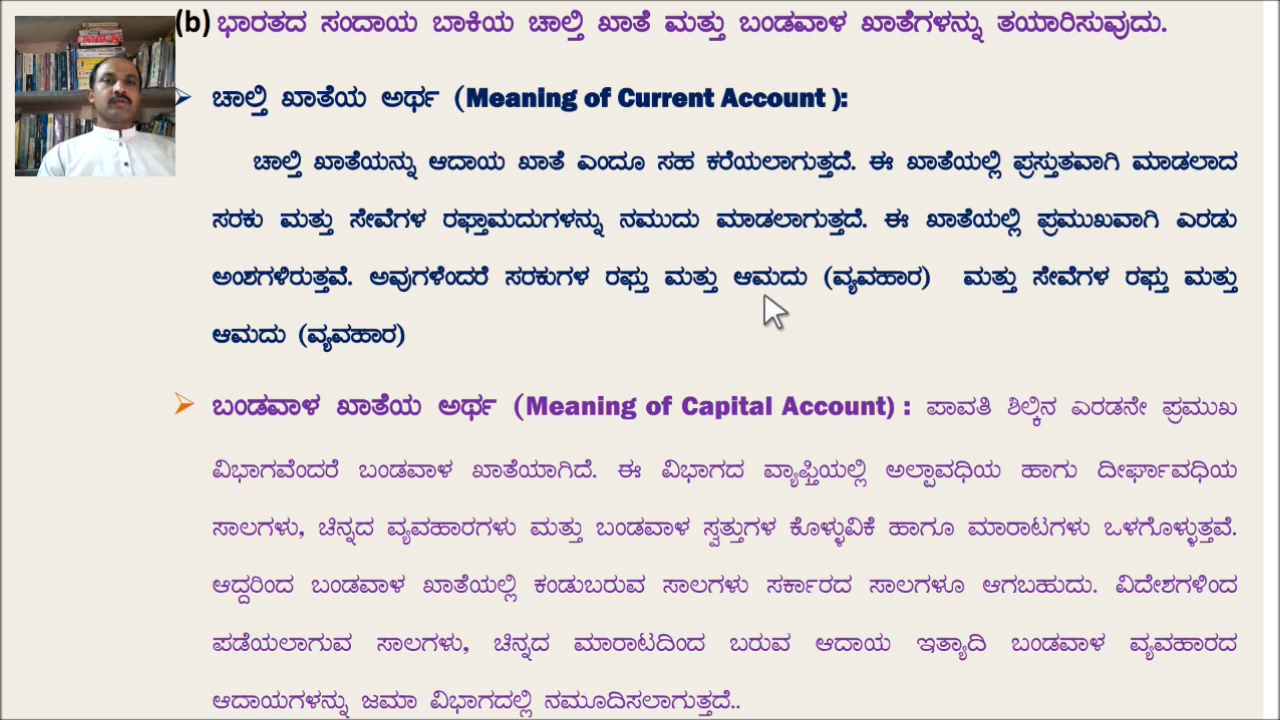 (b) ಭಾರತದ ಸಂದಾಯ ಬಾಕಿಯ ಚಾಲ್ತಿ ಖಾತೆ ಮತ್ತು ಬಂಡವಾಳ ಖಾತೆಗಳನ್ನು ತಯಾರಿಸುವುದು.
➢ ಚಾಲ್ತಿ ಖಾತೆಯ ಅರ್ಥ (Meaning of Current Account ):
ಚಾಲ್ತಿ ಖಾತೆಯನ್ನು ಆದಾಯ ಖಾತೆ ಎಂದೂ ಸಹ ಕರೆಯಲಾಗುತ್ತದೆ. ಈ ಖಾತೆಯಲ್ಲಿ ಪ್ರಸ್ತುತವಾಗಿ ಮಾಡಲಾದ
ಸರಕು ಮತ್ತು ಸೇವೆಗಳ ರಫ್ತಾಮದುಗಳನ್ನು ನಮುದು ಮಾಡಲಾಗುತ್ತದೆ. ಈ ಖಾತೆಯಲ್ಲಿ ಪ್ರಮುಖವಾಗಿ ಎರಡು
ಅಂಶಗಳಿರುತ್ತವೆ. ಅವುಗಳೆಂದರೆ ಸರಕುಗಳ ರಫ್ತು ಮತ್ತು ಆಮದು (ವ್ಯವಹಾರ) ಮತ್ತು ಸೇವೆಗಳ ರಫ್ತು ಮತ್ತು
ಆಮದು (ವ್ಯವಹಾರ)
➢ ಬಂಡವಾಳ ಖಾತೆಯ ಅರ್ಥ (Meaning of Capital Account) : ಪಾವತಿ ಶಿಲ್ಕಿನ ಎರಡನೇ ಪ್ರಮುಖ
ವಿಭಾಗವೆಂದರೆ ಬಂಡವಾಳ ಖಾತೆಯಾಗಿದೆ. ಈ ವಿಭಾಗದ ವ್ಯಾಪ್ತಿಯಲ್ಲಿ ಅಲ್ಪಾವಧಿಯ ಹಾಗು ದೀರ್ಘಾವಧಿಯ
ಸಾಲಗಳು, ಚಿನ್ನದ ವ್ಯವಹಾರಗಳು ಮತ್ತು ಬಂಡವಾಳ ಸ್ವತ್ತುಗಳ ಕೊಳ್ಳುವಿಕೆ ಹಾಗೂ ಮಾರಾಟಗಳು ಒಳಗೊಳ್ಳುತ್ತವೆ.
ಆದ್ದರಿಂದ ಬಂಡವಾಳ ಖಾತೆಯಲ್ಲಿ ಕಂಡುಬರುವ ಸಾಲಗಳು ಸರ್ಕಾರದ ಸಾಲಗಳೂ ಆಗಬಹುದು. ವಿದೇಶಗಳಿಂದ
ಪಡೆಯಲಾಗುವ ಸಾಲಗಳು, ಚಿನ್ನದ ಮಾರಾಟದಿಂದ ಬರುವ ಆದಾಯ ಇತ್ಯಾದಿ ಬಂಡವಾಳ ವ್ಯವಹಾರದ
ಆದಾಯಗಳನ್ನು ಜಮಾ ವಿಭಾಗದಲ್ಲಿ ನಮೂದಿಸಲಾಗುತ್ತದೆ..